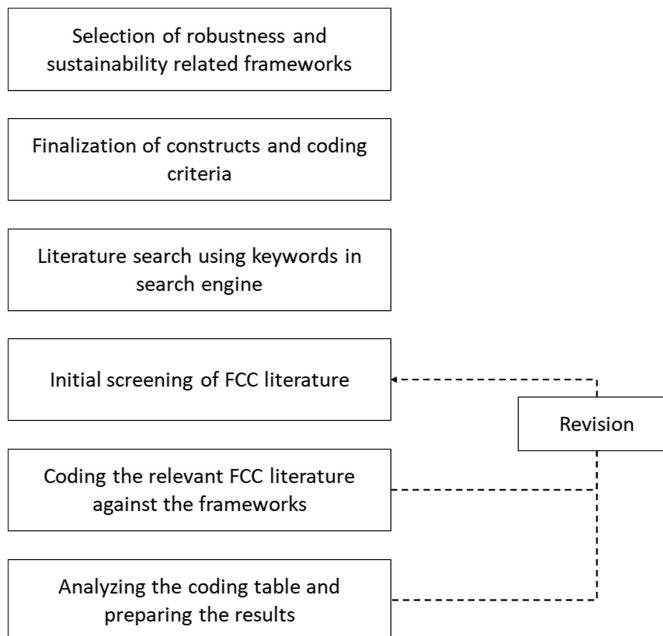 Selection of robustness and
sustainability related frameworks
Finalization of constructs and coding
criteria
Literature search using keywords in
search engine
Initial screening of FCC literature
Revision
Coding the relevant FCC literature
against the frameworks
Analyzing the coding table and
preparing the results